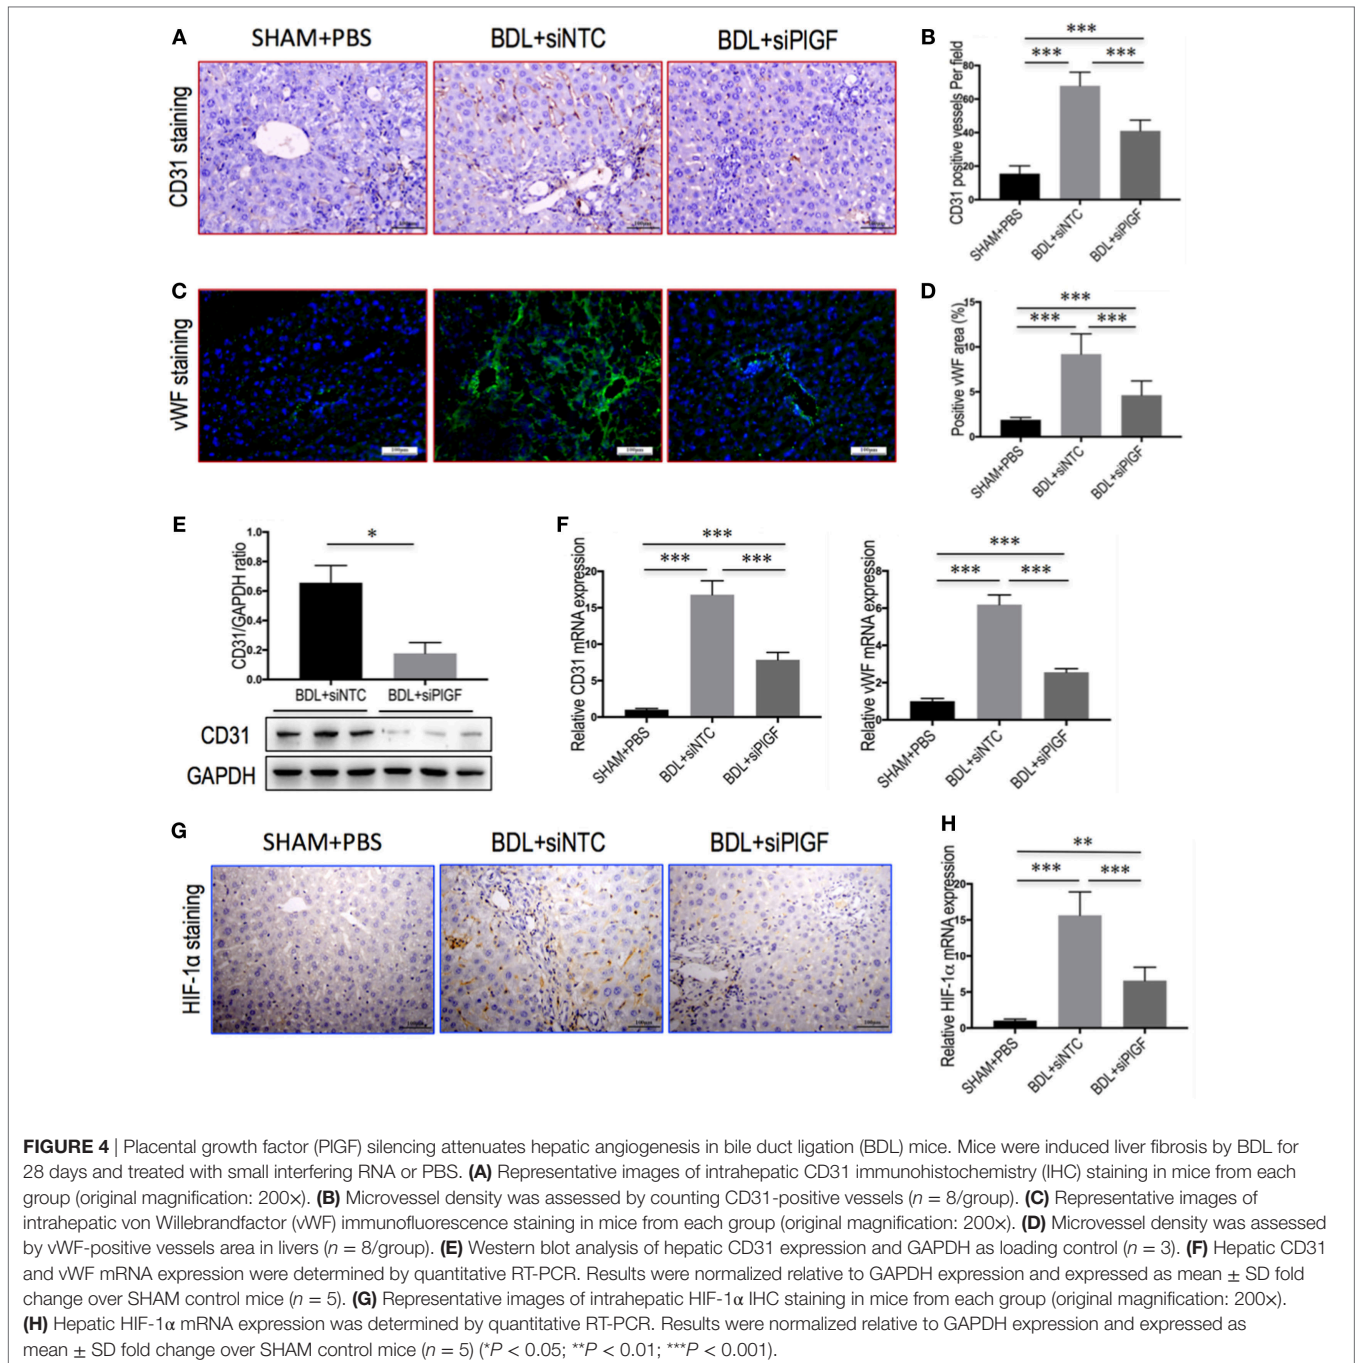 A
SHAM+PBS
BDL+siNTC
BDL+siPlGF
CD31 staining
100μm
100μm
B
CD31 positive vessels Per field
80
60
40
20
0
***
***
***
SHAM+PBS
BDL+siNTC
BDL+siPlGF
C
vWF staining
100μm
100μm
100μm
D
Positive vWF area (%)
15
10
5
0
***
***
***
SHAM+PBS
BDL+siNTC
BDL+siPlGF
E
CD31/GAPDH ratio
1.0
0.8
0.6
0.4
0.2
0.0
*
BDL+siNTC
BDL+siPlGF
CD31
GAPDH
F
Relative CD31 mRNA expression
20
15
10
5
0
***
***
***
SHAM+PBS
BDL+siNTC
BDL+siPlGF
Relative vWF mRNA expression
8
6
4
2
0
***
***
***
SHAM+PBS
BDL+siNTC
BDL+siPlGF
G
SHAM+PBS
BDL+siNTC
BDL+siPlGF
HIF-1α staining
100μm
100μm
100μm
H
Relative HIF-1α mRNA expression
20
15
10
5
0
**
***
***
SHAM+PBS
BDL+siNTC
BDL+siPlGF
FIGURE 4 | Placental growth factor (PlGF) silencing attenuates hepatic angiogenesis in bile duct ligation (BDL) mice. Mice were induced liver fibrosis by BDL for
28 days and treated with small interfering RNA or PBS. (A) Representative images of intrahepatic CD31 immunohistochemistry (IHC) staining in mice from each
group (original magnification: 200×). (B) Microvessel density was assessed by counting CD31-positive vessels (n = 8/group). (C) Representative images of
intrahepatic von Willebrandfactor (vWF) immunofluorescence staining in mice from each group (original magnification: 200×). (D) Microvessel density was assessed
by vWF-positive vessels area in livers (n = 8/group). (E) Western blot analysis of hepatic CD31 expression and GAPDH as loading control (n = 3). (F) Hepatic CD31
and vWF mRNA expression were determined by quantitative RT-PCR. Results were normalized relative to GAPDH expression and expressed as mean ± SD fold
change over SHAM control mice (n = 5). (G) Representative images of intrahepatic HIF-1α IHC staining in mice from each group (original magnification: 200×).
(H) Hepatic HIF-1α mRNA expression was determined by quantitative RT-PCR. Results were normalized relative to GAPDH expression and expressed as
mean ± SD fold change over SHAM control mice (n = 5) (*P < 0.05; **P < 0.01; ***P < 0.001).